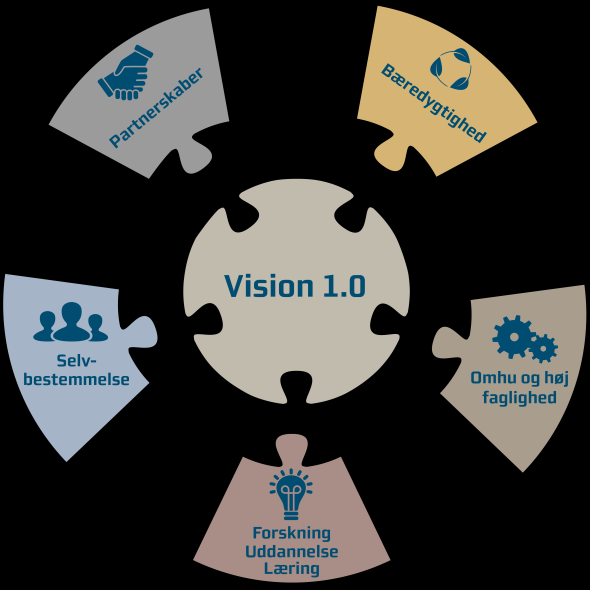 Partnerskaber
Bæredygtighed
Vision 1.0
Selv-
bestemmelse
Omhu og høj
faglighed
Forskning
Uddannelse
Læring